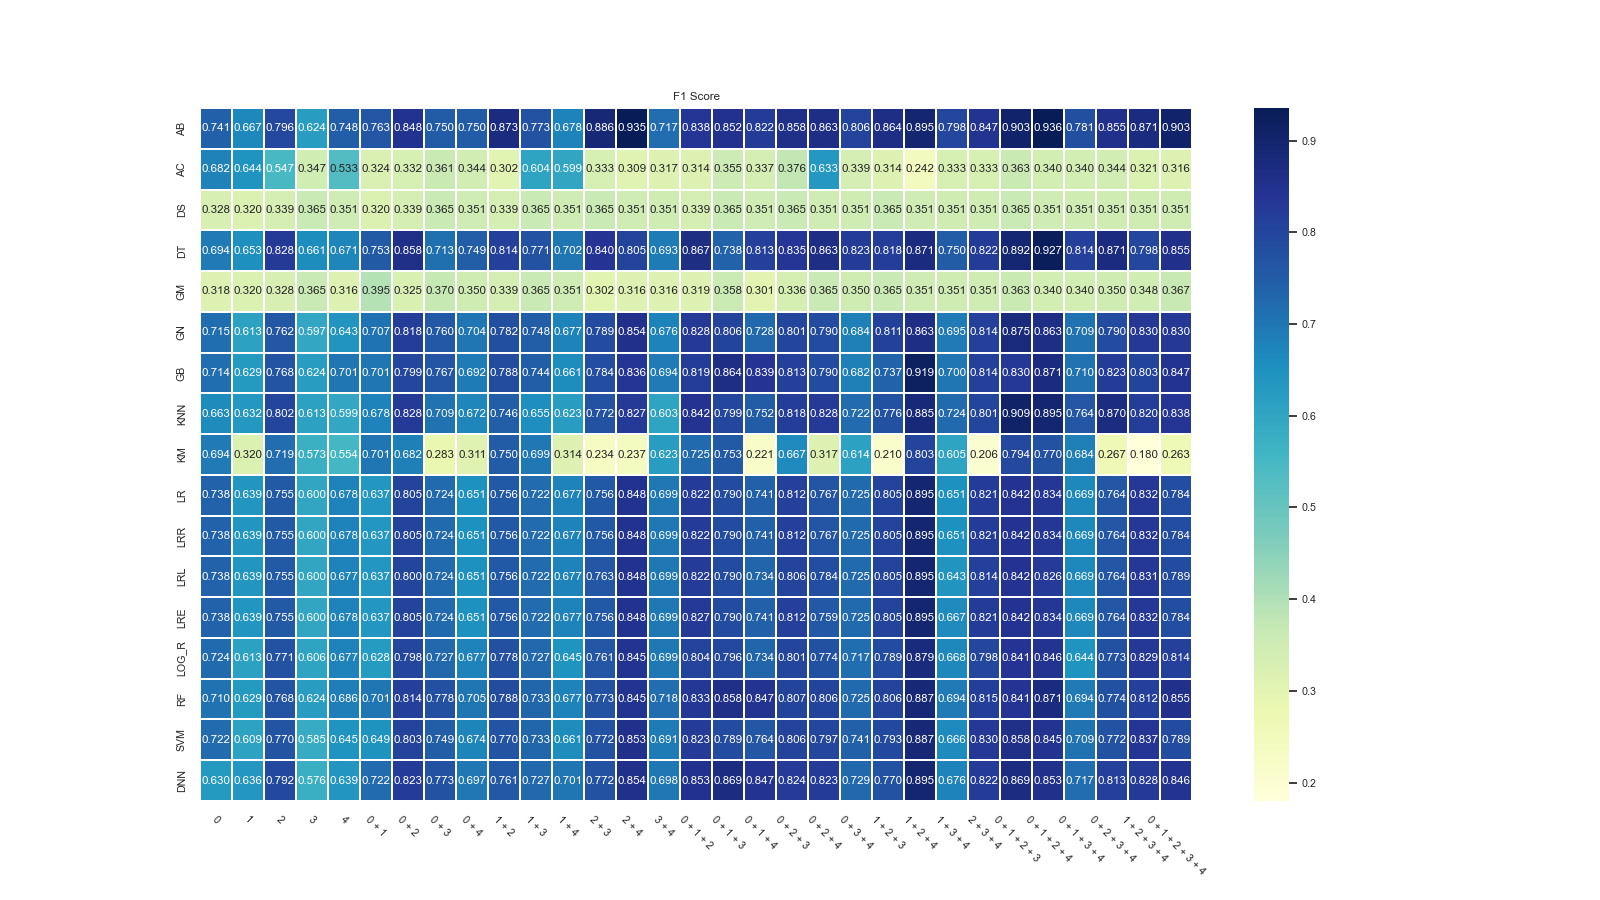 F1 Score
AB 0.741 0.667 0.796 0.624 0.748 0.763 0.848 0.750 0.750 0.873 0.773 0.678 0.886 0.935 0.717 0.838 0.852 0.822 0.858 0.863 0.806 0.864 0.895 0.798 0.847 0.903 0.936 0.781 0.855 0.871 0.903
AC 0.682 0.644 0.547 0.347 0.533 0.324 0.332 0.361 0.344 0.302 0.604 0.599 0.333 0.309 0.317 0.314 0.355 0.337 0.376 0.633 0.339 0.314 0.242 0.333 0.333 0.363 0.340 0.340 0.344 0.321 0.316
DS 0.328 0.320 0.339 0.365 0.351 0.320 0.339 0.365 0.351 0.339 0.365 0.351 0.365 0.351 0.351 0.339 0.365 0.351 0.365 0.351 0.351 0.365 0.351 0.351 0.351 0.365 0.351 0.351 0.351 0.351 0.351
DT 0.694 0.653 0.828 0.661 0.671 0.753 0.858 0.713 0.749 0.814 0.771 0.702 0.840 0.805 0.693 0.867 0.738 0.813 0.835 0.863 0.823 0.818 0.871 0.750 0.822 0.892 0.927 0.814 0.871 0.798 0.855
GM 0.318 0.320 0.328 0.365 0.316 0.395 0.325 0.370 0.350 0.339 0.365 0.351 0.302 0.316 0.316 0.319 0.358 0.301 0.336 0.365 0.350 0.365 0.351 0.351 0.351 0.363 0.340 0.340 0.350 0.348 0.367
GN 0.715 0.613 0.762 0.597 0.643 0.707 0.818 0.760 0.704 0.782 0.748 0.677 0.789 0.854 0.676 0.828 0.806 0.728 0.801 0.790 0.684 0.811 0.863 0.695 0.814 0.875 0.863 0.709 0.790 0.830 0.830
GB 0.714 0.629 0.768 0.624 0.701 0.701 0.799 0.767 0.692 0.788 0.744 0.661 0.784 0.836 0.694 0.819 0.864 0.839 0.813 0.790 0.682 0.737 0.919 0.700 0.814 0.830 0.871 0.710 0.823 0.803 0.847
KNN 0.663 0.632 0.802 0.613 0.599 0.678 0.828 0.709 0.672 0.746 0.655 0.623 0.772 0.827 0.603 0.842 0.799 0.752 0.818 0.828 0.722 0.776 0.885 0.724 0.801 0.909 0.895 0.764 0.870 0.820 0.838
KM 0.694 0.320 0.719 0.573 0.554 0.701 0.682 0.283 0.311 0.750 0.699 0.314 0.234 0.237 0.623 0.725 0.753 0.221 0.667 0.317 0.614 0.210 0.803 0.605 0.206 0.794 0.770 0.684 0.267 0.180 0.263
LR 0.738 0.639 0.755 0.600 0.678 0.637 0.805 0.724 0.651 0.756 0.722 0.677 0.756 0.848 0.699 0.822 0.790 0.741 0.812 0.767 0.725 0.805 0.895 0.651 0.821 0.842 0.834 0.669 0.764 0.832 0.784
LRR 0.738 0.639 0.755 0.600 0.678 0.637 0.805 0.724 0.651 0.756 0.722 0.677 0.756 0.848 0.699 0.822 0.790 0.741 0.812 0.767 0.725 0.805 0.895 0.651 0.821 0.842 0.834 0.669 0.764 0.832 0.784
LRL 0.738 0.639 0.755 0.600 0.677 0.637 0.800 0.724 0.651 0.756 0.722 0.677 0.763 0.848 0.699 0.822 0.790 0.734 0.806 0.784 0.725 0.805 0.895 0.643 0.814 0.842 0.826 0.669 0.764 0.831 0.789
LRE 0.738 0.639 0.755 0.600 0.678 0.637 0.805 0.724 0.651 0.756 0.722 0.677 0.756 0.848 0.698 0.827 0.790 0.741 0.812 0.759 0.725 0.805 0.895 0.667 0.821 0.842 0.834 0.669 0.764 0.832 0.784
LOG_R 0.724 0.613 0.771 0.606 0.677 0.628 0.798 0.727 0.677 0.778 0.727 0.645 0.761 0.845 0.699 0.804 0.796 0.734 0.801 0.774 0.717 0.789 0.879 0.668 0.798 0.841 0.846 0.644 0.773 0.829 0.814
RF 0.710 0.629 0.768 0.624 0.686 0.701 0.814 0.778 0.705 0.788 0.733 0.677 0.773 0.845 0.718 0.833 0.858 0.847 0.807 0.806 0.725 0.806 0.887 0.694 0.815 0.841 0.871 0.694 0.774 0.812 0.855
SVM 0.722 0.609 0.770 0.585 0.645 0.649 0.803 0.749 0.674 0.770 0.733 0.661 0.772 0.853 0.691 0.823 0.789 0.764 0.806 0.797 0.741 0.793 0.887 0.666 0.830 0.858 0.845 0.709 0.772 0.837 0.789
DNN 0.630 0.636 0.792 0.576 0.639 0.722 0.823 0.773 0.697 0.761 0.727 0.701 0.772 0.854 0.698 0.853 0.869 0.847 0.824 0.823 0.729 0.770 0.895 0.676 0.822 0.869 0.853 0.717 0.813 0.828 0.846
0 1 2 3 4 0 + 1 0 + 2 0 + 3 0 + 4 1 + 2 1 + 3 1 + 4 2 + 3 2 + 4 3 + 4 0 + 1 + 2 0 + 1 + 3 0 + 1 + 4 0 + 2 + 3 0 + 2 + 4 0 + 3 + 4 1 + 2 + 3 1 + 2 + 4 1 + 3 + 4 2 + 3 + 4 0 + 1 + 2 + 3 0 + 1 + 2 + 4 0 + 1 + 3 + 4 0 + 2 + 3 + 4 1 + 2 + 3 + 4 0 + 1 + 2 + 3 + 4
0.9
0.8
0.7
0.6
0.5
0.4
0.3
0.2